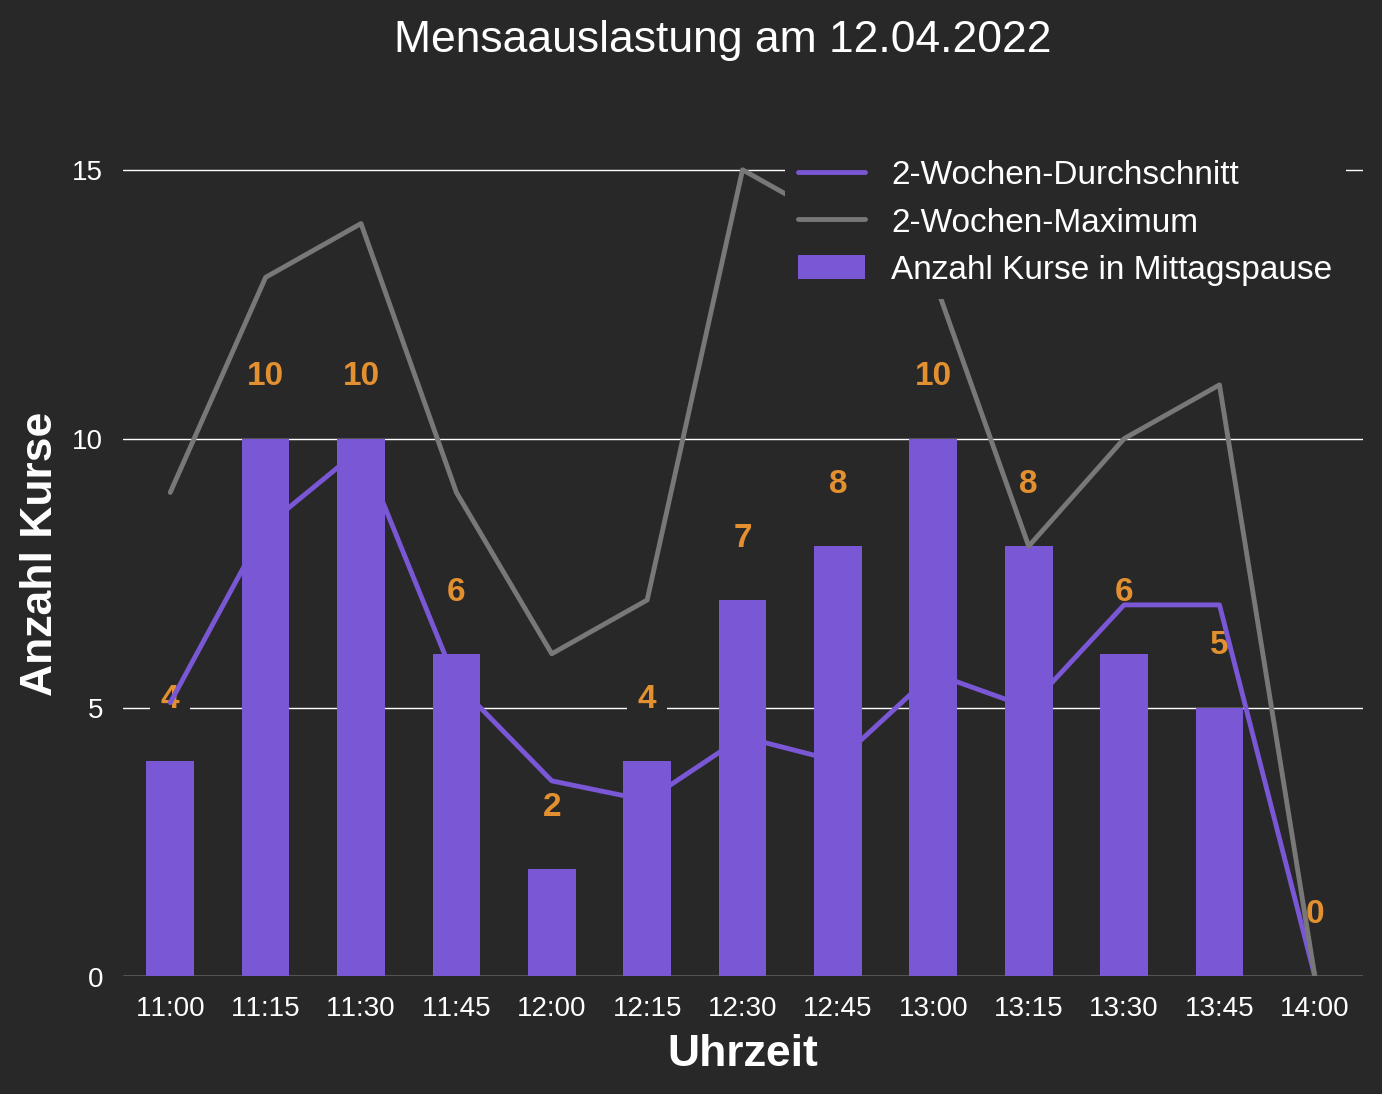 Mensaauslastung am 12.04.2022
2-Wochen-Durchschnitt
2-Wochen-Maximum
Anzahl Kurse in Mittagspause
Anzahl Kurse
15
10
5
0
4
10
10
6
2
4
7
8
10
8
6
5
0
11:00 11:15 11:30 11:45 12:00 12:15 12:30 12:45 13:00 13:15 13:30 13:45 14:00
Uhrzeit